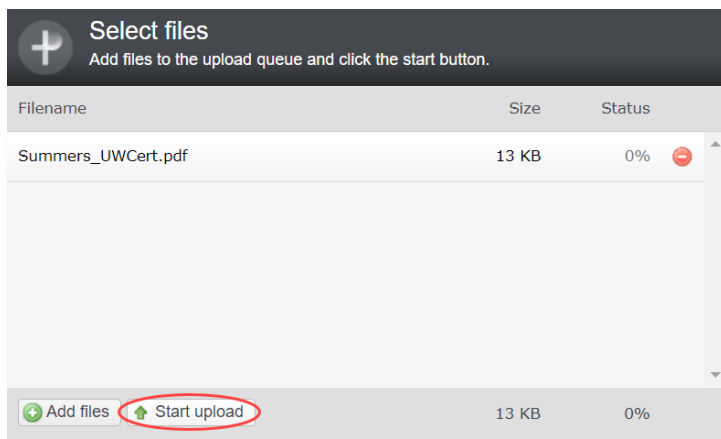 Select files
Add files to the upload queue and click the start button.
Filename Size Status
Summers_UWCert.pdf 13 KB 0%
Add files Start upload 13 KB 0%